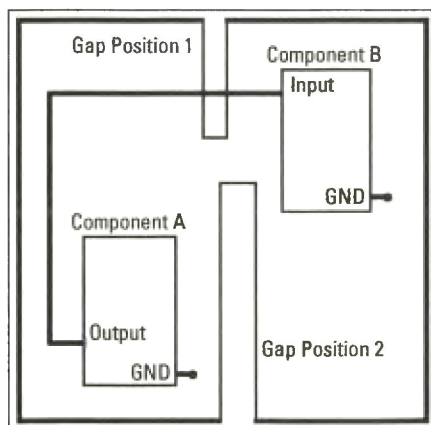 Gap Position 1
Component B
Input
GND
Component A
Output
GND
Gap Position 2